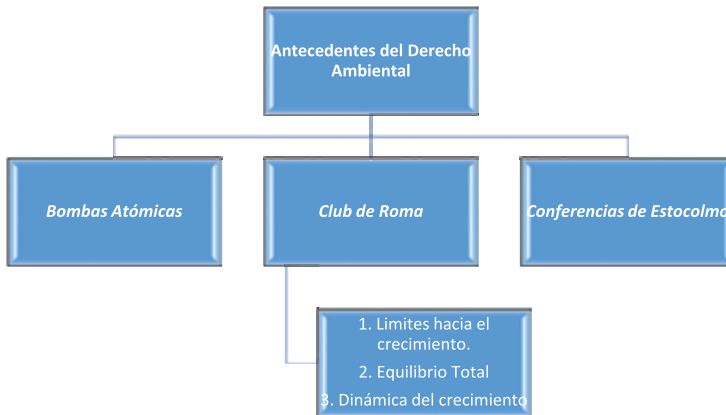 Antecedentes del Derecho
Ambiental
Bombas Atómicas
Club de Roma
Conferencias de Estocolmo
1. Limites hacia el
crecimiento.
2. Equilibrio Total
3. Dinámica del crecimiento